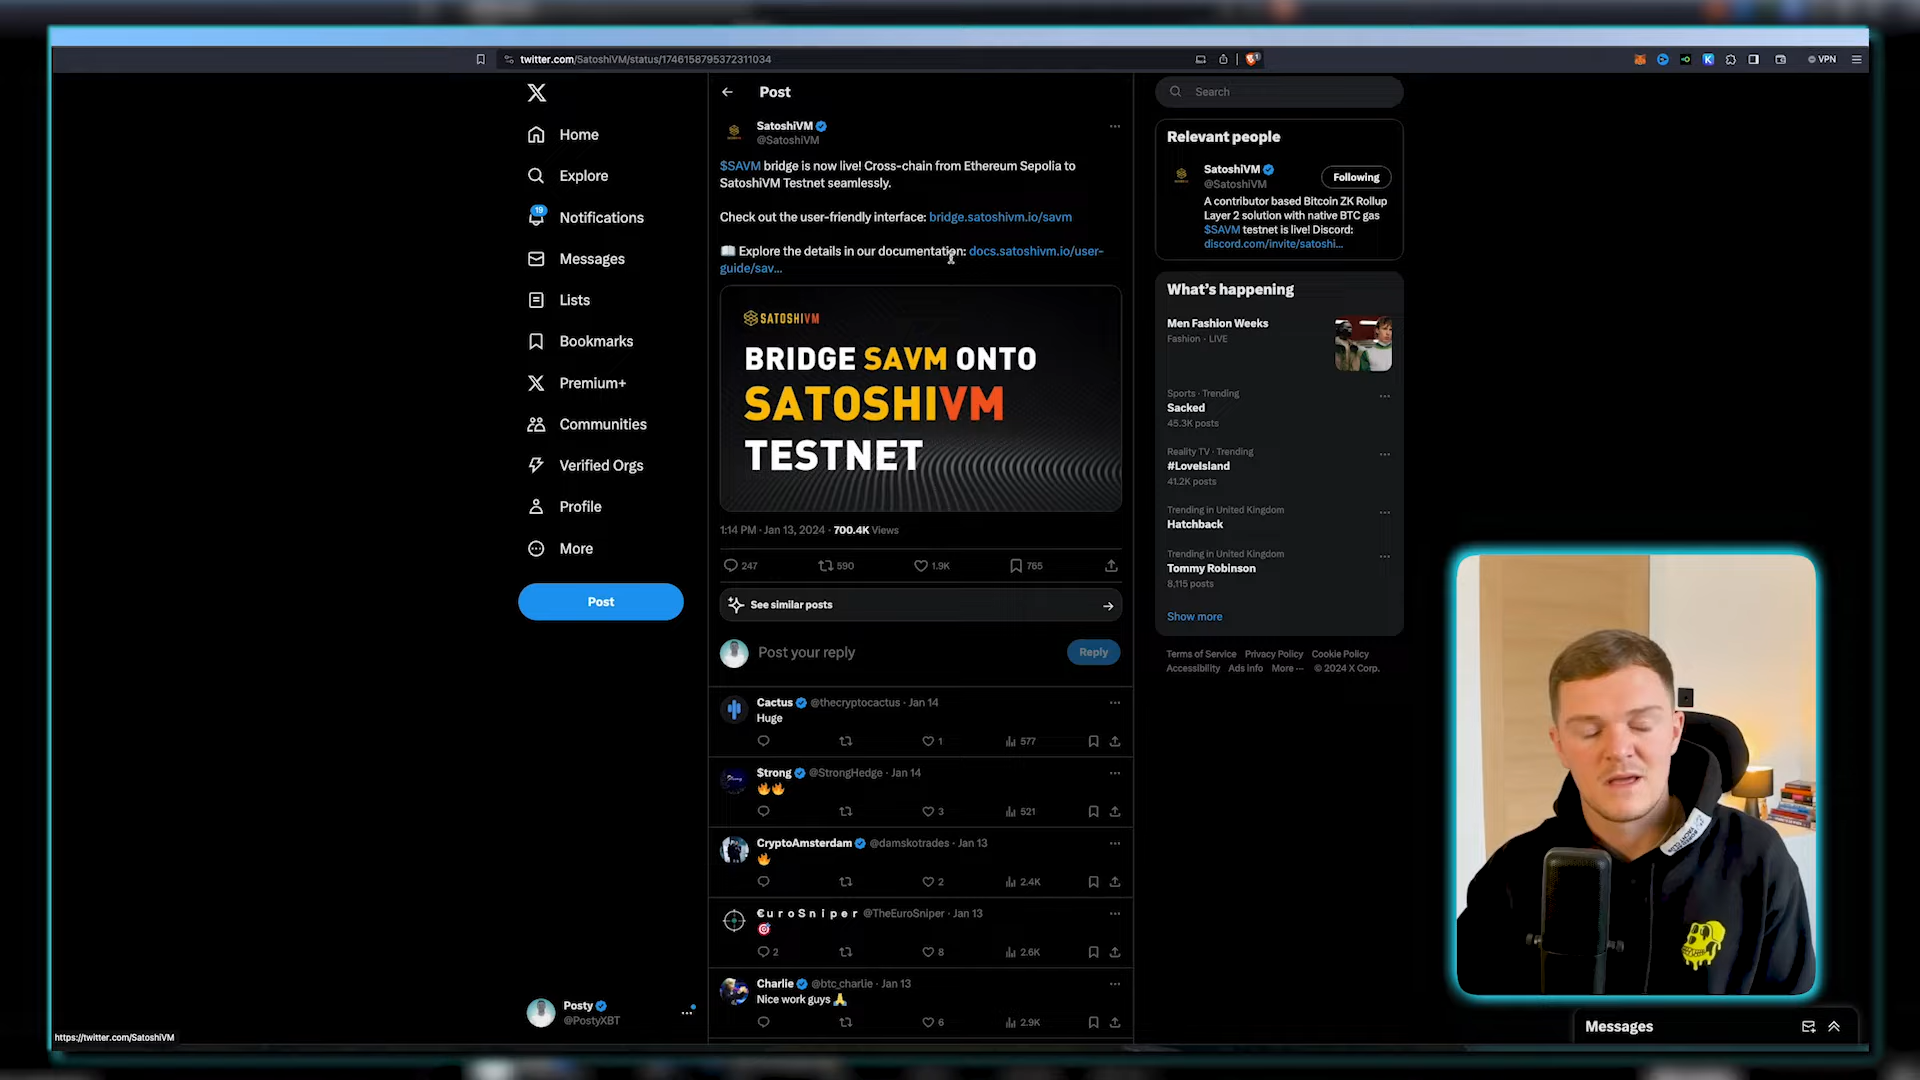 twitter.com/SatoshiVM/status/1746158795372311034
VPN
Home
Explore
19
Notifications
Messages
Lists
Bookmarks
Premium+
Communities
Verified Orgs
Profile
More
Post
Posty
@PostyXBT
https://twitter.com/SatoshiVM
Post
SatoshiVM
@SatoshiVM
$SAVM bridge is now live! Cross-chain from Ethereum Sepolia to
SatoshiVM Testnet seamlessly.
Check out the user-friendly interface: bridge.satoshivm.io/savm
📖 Explore the details in our documentation: docs.satoshivm.io/user-
guide/sav...
SATOSHIVM
BRIDGE SAVM ONTO
SATOSHIVM
TESTNET
1:14 PM · Jan 13, 2024 · 700.4K Views
247 590 1.9K 765
See similar posts
Post your reply
Reply
Cactus @thecryptocactus · Jan 14
Huge
1 577
$trong @StrongHedge · Jan 14
🔥🔥
3 521
CryptoAmsterdam @damskotrades · Jan 13
🔥
2 2.4K
€uroSniper @TheEuroSniper · Jan 13
🎯
2 8 2.6K
Charlie @btc_charlie · Jan 13
Nice work guys 🙏
6 2.9K
Search
Relevant people
SatoshiVM
@SatoshiVM
Following
A contributor based Bitcoin ZK Rollup
Layer 2 solution with native BTC gas
$SAVM testnet is live! Discord:
discord.com/invite/satoshi...
What's happening
Men Fashion Weeks
Fashion · LIVE
Sports · Trending
Sacked
45.3K posts
Reality TV · Trending
#LoveIsland
41.2K posts
Trending in United Kingdom
Hatchback
Trending in United Kingdom
Tommy Robinson
8,115 posts
Show more
Terms of Service Privacy Policy Cookie Policy
Accessibility Ads info More ··· © 2024 X Corp.
Messages